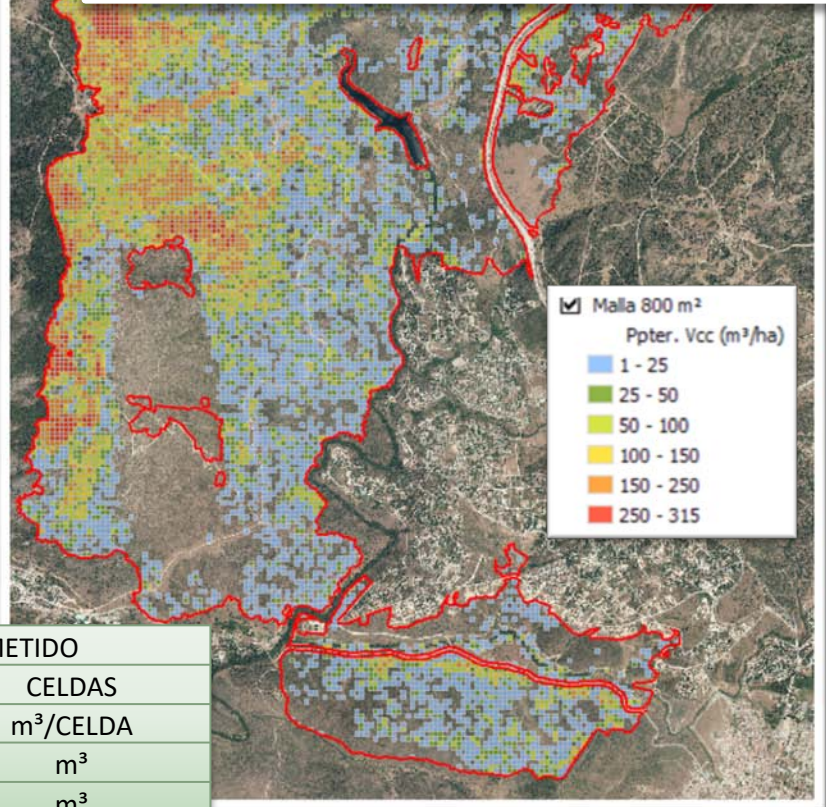 Malla 800 m²
Ppter. Vcc (m³/ha)
1 - 25
25 - 50
50 - 100
100 - 150
150 - 250
250 - 315
CELDAS
m³/CELDA
m³
m³